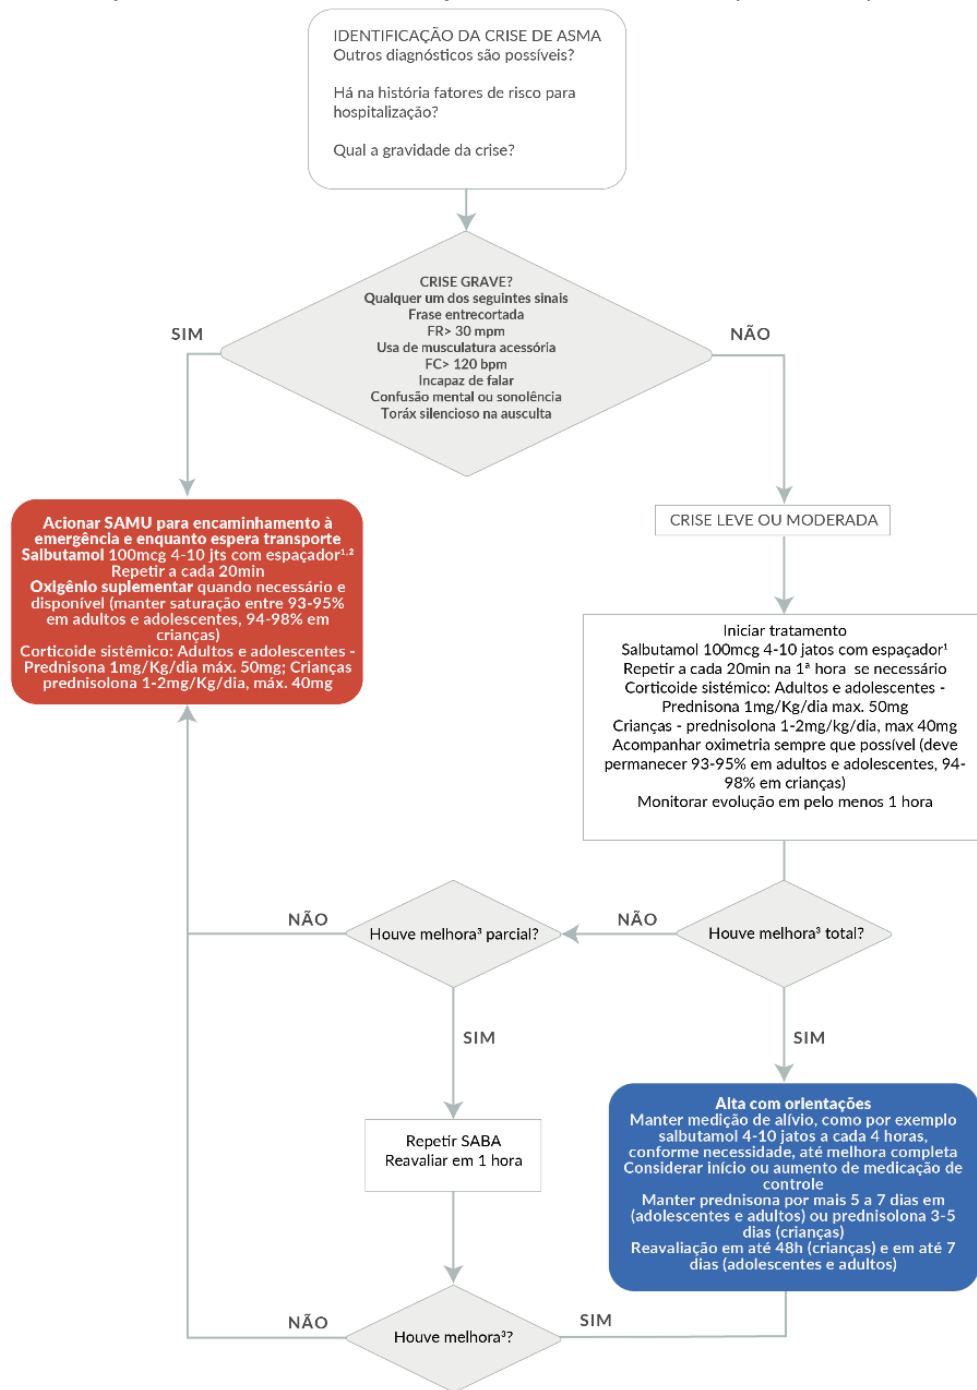 IDENTIFICAÇÃO DA CRISE DE ASMA
Outros diagnósticos são possíveis?
Há na história fatores de risco para
hospitalização?
Qual a gravidade da crise?
CRISE GRAVE?
Qualquer um dos seguintes sinais
Frase entrecortada
FR> 30 mpm
Usa de musculatura acessória
FC> 120 bpm
Incapaz de falar
Confusão mental ou sonolência
Toráx silencioso na ausculta
SIM
NÃO
Acionar SAMU para encaminhamento à
emergência e enquanto espera transporte
Salbutamol 100mcg 4-10 jts com espaçador¹·²
Repetir a cada 20min
Oxigênio suplementar quando necessário e
disponível (manter saturação entre 93-95%
em adultos e adolescentes, 94-98% em
crianças)
Corticoide sistêmico: Adultos e adolescentes -
Prednisona 1mg/Kg/dia máx. 50mg; Crianças
prednisolona 1-2mg/Kg/dia, máx. 40mg
CRISE LEVE OU MODERADA
Iniciar tratamento
Salbutamol 100mcg 4-10 jatos com espaçador¹
Repetir a cada 20min na 1ª hora se necessário
Corticoide sistémico: Adultos e adolescentes -
Prednisona 1mg/Kg/dia max. 50mg
Crianças - prednisolona 1-2mg/kg/dia, max 40mg
Acompanhar oximetria sempre que possível (deve
permanecer 93-95% em adultos e adolescentes, 94-
98% em crianças)
Monitorar evolução em pelo menos 1 hora
Houve melhora³ total?
NÃO
Houve melhora³ parcial?
NÃO
SIM
SIM
Repetir SABA
Reavaliar em 1 hora
Alta com orientações
Manter medição de alívio, como por exemplo
salbutamol 4-10 jatos a cada 4 horas,
conforme necessidade, até melhora completa
Considerar início ou aumento de medicação de
controle
Manter prednisona por mais 5 a 7 dias em
(adolescentes e adultos) ou prednisolona 3-5
dias (crianças)
Reavaliação em até 48h (crianças) e em até 7
dias (adolescentes e adultos)
NÃO
Houve melhora³?
SIM